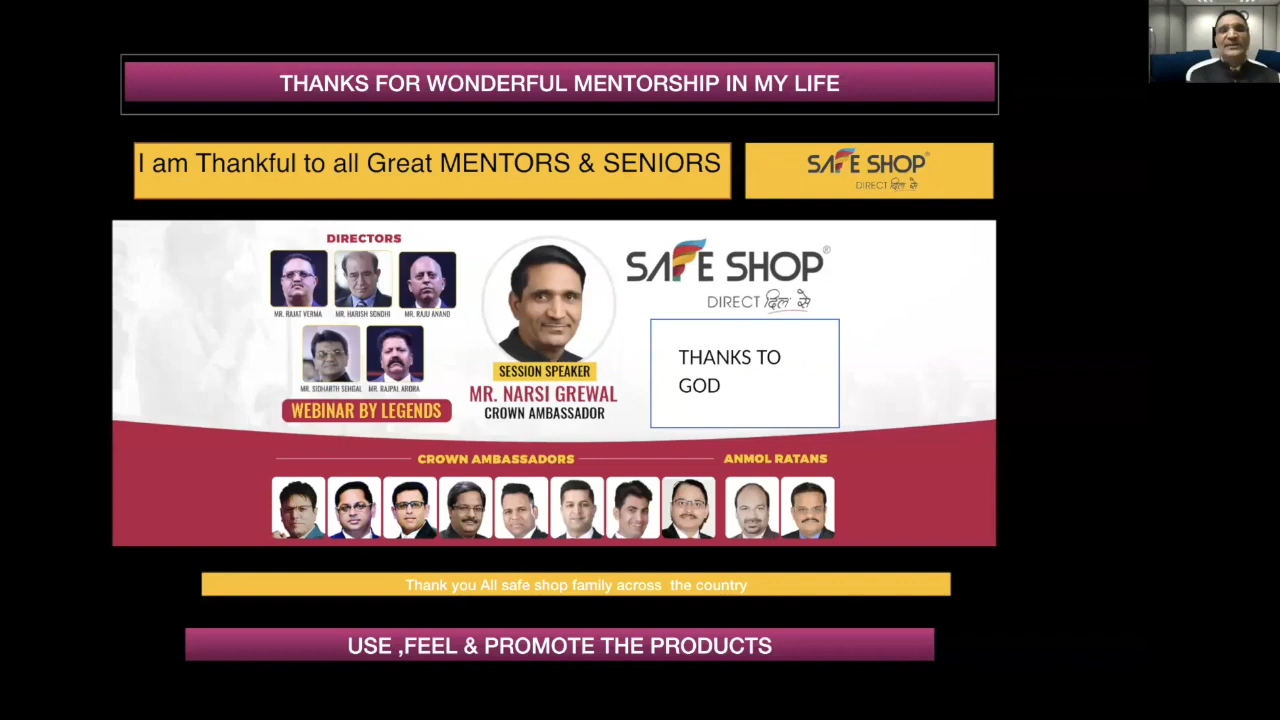 THANKS FOR WONDERFUL MENTORSHIP IN MY LIFE
I am Thankful to all Great MENTORS & SENIORS
SAFE SHOP®
DIRECT दिल से
DIRECTORS
MR. RAJAT VERMA MR. HARISH SONDHI MR. RAJU ANAND
MR. SIDHARTH SEHGAL MR. RAJPAL ARORA
WEBINAR BY LEGENDS
SESSION SPEAKER
MR. NARSI GREWAL
CROWN AMBASSADOR
SAFE SHOP®
DIRECT दिल से
THANKS TO
GOD
CROWN AMBASSADORS
ANMOL RATANS
Thank you All safe shop family across the country
USE ,FEEL & PROMOTE THE PRODUCTS